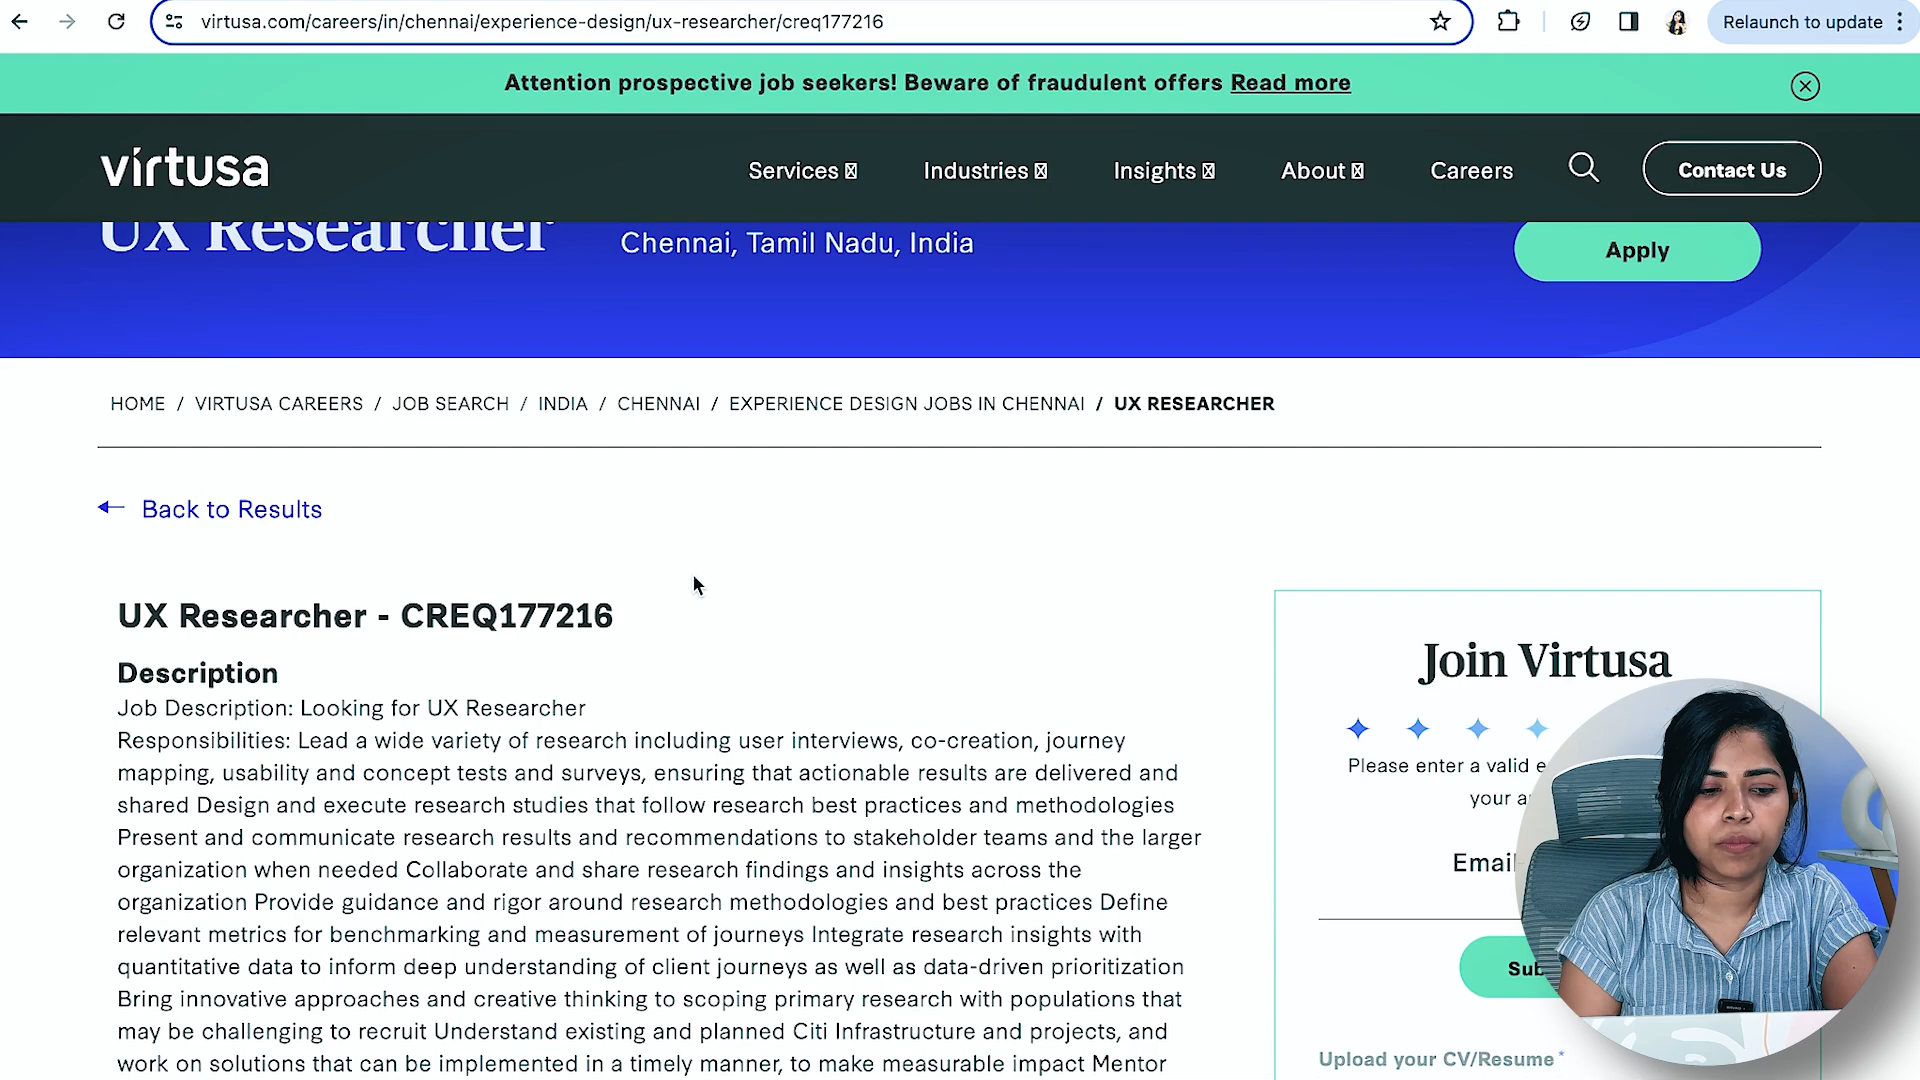 virtusa.com/careers/in/chennai/experience-design/ux-researcher/creq177216
Relaunch to update
Attention prospective job seekers! Beware of fraudulent offers Read more
virtusa
Services
Industries
Insights
About
Careers
Contact Us
UX Researcher
Chennai, Tamil Nadu, India
Apply
HOME / VIRTUSA CAREERS / JOB SEARCH / INDIA / CHENNAI / EXPERIENCE DESIGN JOBS IN CHENNAI / UX RESEARCHER
Back to Results
UX Researcher - CREQ177216
Description
Job Description: Looking for UX Researcher
Responsibilities: Lead a wide variety of research including user interviews, co-creation, journey
mapping, usability and concept tests and surveys, ensuring that actionable results are delivered and
shared Design and execute research studies that follow research best practices and methodologies
Present and communicate research results and recommendations to stakeholder teams and the larger
organization when needed Collaborate and share research findings and insights across the
organization Provide guidance and rigor around research methodologies and best practices Define
relevant metrics for benchmarking and measurement of journeys Integrate research insights with
quantitative data to inform deep understanding of client journeys as well as data-driven prioritization
Bring innovative approaches and creative thinking to scoping primary research with populations that
may be challenging to recruit Understand existing and planned Citi Infrastructure and projects, and
work on solutions that can be implemented in a timely manner, to make measurable impact Mentor
Join Virtusa
Please enter a valid e
your a
Email
Sub
Upload your CV/Resume*